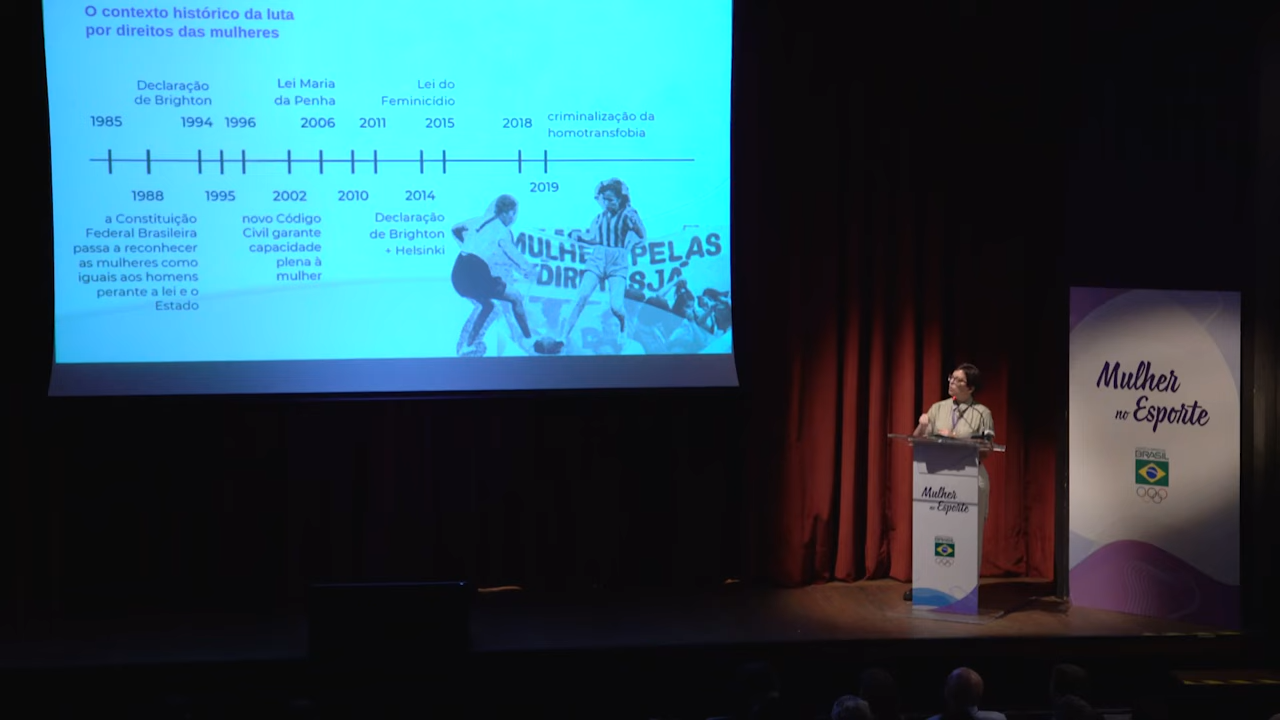 O contexto histórico da luta
por direitos das mulheres
Declaração
de Brighton
Lei Maria
da Penha
Lei do
Feminicídio
1985
1994
1996
2006
2011
2015
2018
criminalização da
homotransfobia
1988
1995
2002
2010
2014
2019
a Constituição
Federal Brasileira
passa a reconhecer
as mulheres como
iguais aos homens
perante a lei e o
Estado
novo Código
Civil garante
capacidade
plena à
mulher
Declaração
de Brighton
+ Helsinki
PELAS
Mulher
no Esporte
BRASIL
Mulher
no Esporte